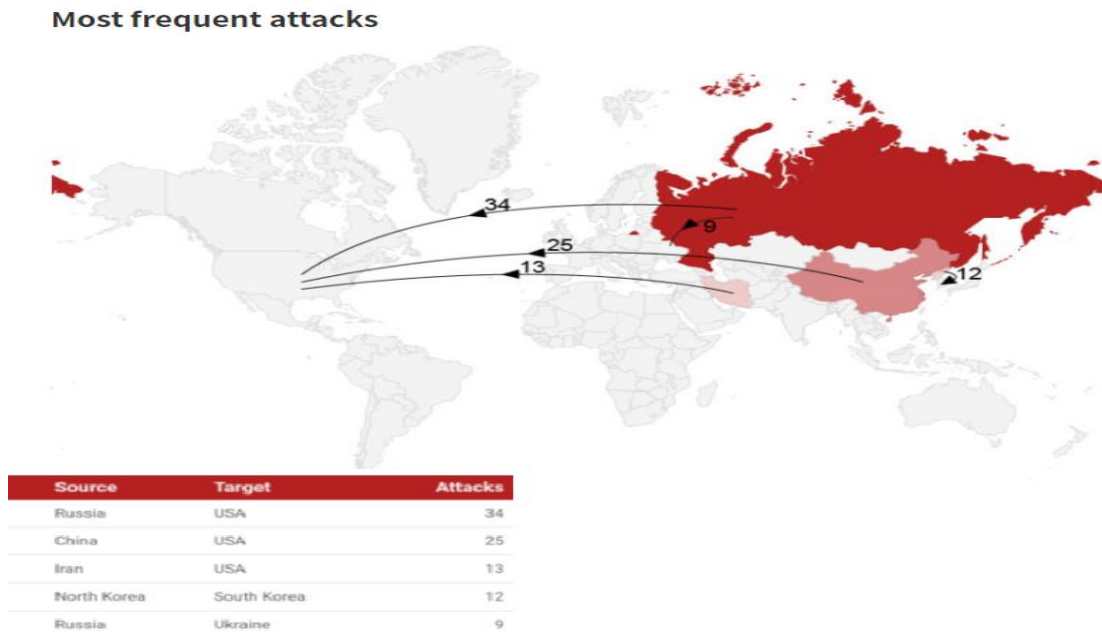 Most frequent attacks
34
9
25
13
12
Source Target Attacks
Russia USA 34
China USA 25
Iran USA 13
North Korea South Korea 12
Russia Ukraine 9